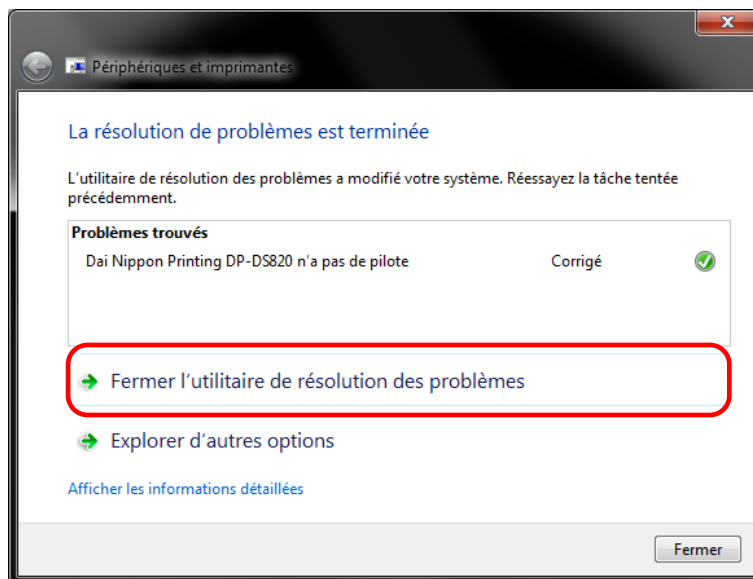 Périphériques et imprimantes
La résolution de problèmes est terminée
L'utilitaire de résolution des problèmes a modifié votre système. Réessayez la tâche tentée
précédemment.
Problèmes trouvés
Dai Nippon Printing DP-DS820 n'a pas de pilote Corrigé
Fermer l'utilitaire de résolution des problèmes
Explorer d'autres options
Afficher les informations détaillées
Fermer